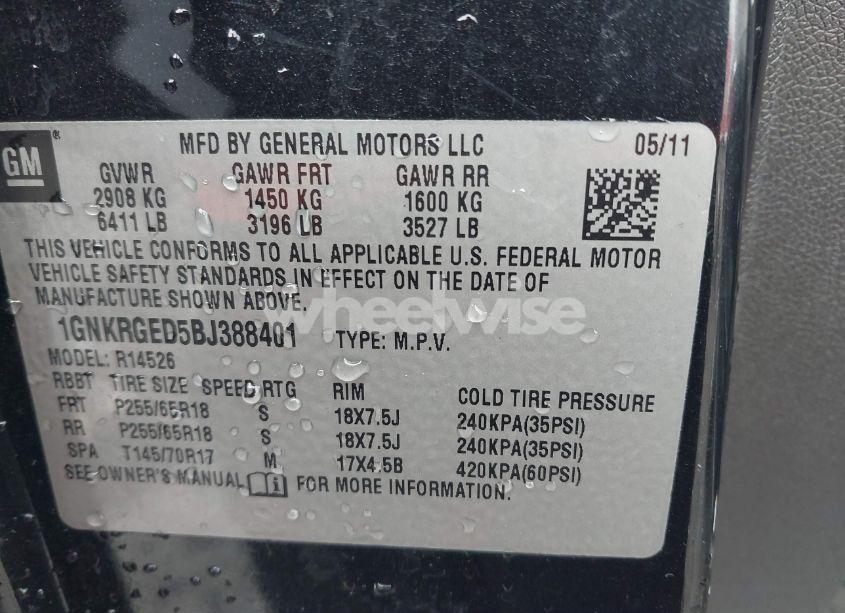 GM
MFD BY GENERAL MOTORS LLC 05/11
GVWR GAWR FRT GAWR RR
2908 KG 1450 KG 1600 KG
6411 LB 3196 LB 3527 LB
THIS VEHICLE CONFORMS TO ALL APPLICABLE U.S. FEDERAL MOTOR
VEHICLE SAFETY STANDARDS IN EFFECT ON THE DATE OF
MANUFACTURE SHOWN ABOVE.
wheelwise
1GNKRGED5BJ388401 TYPE: M.P.V.
MODEL: R14526
RBBT TIRE SIZE SPEED RTG RIM COLD TIRE PRESSURE
FRT P255/65R18 S 18X7.5J 240KPA(35PSI)
RR P255/65R18 S 18X7.5J 240KPA(35PSI)
SPA T145/70R17 M 17X4.5B 420KPA(60PSI)
SEE OWNER'S MANUAL FOR MORE INFORMATION.